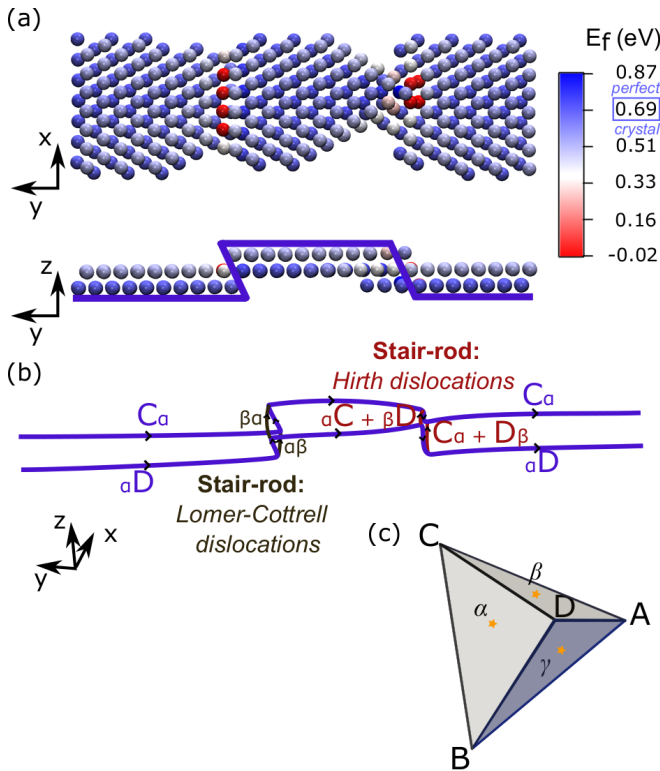 (a)
E_f (eV)
0.87
perfect
0.69
crystal
0.51
0.33
0.16
-0.02
x
y
z
y
(b)
Stair-rod:
Hirth dislocations
Cα
βα
αC + βD
Cα
αβ
Cα + Dβ
αD
αD
Stair-rod:
Lomer-Cottrell
dislocations
z
x
y
(c)
C
β
α
D
A
γ
B